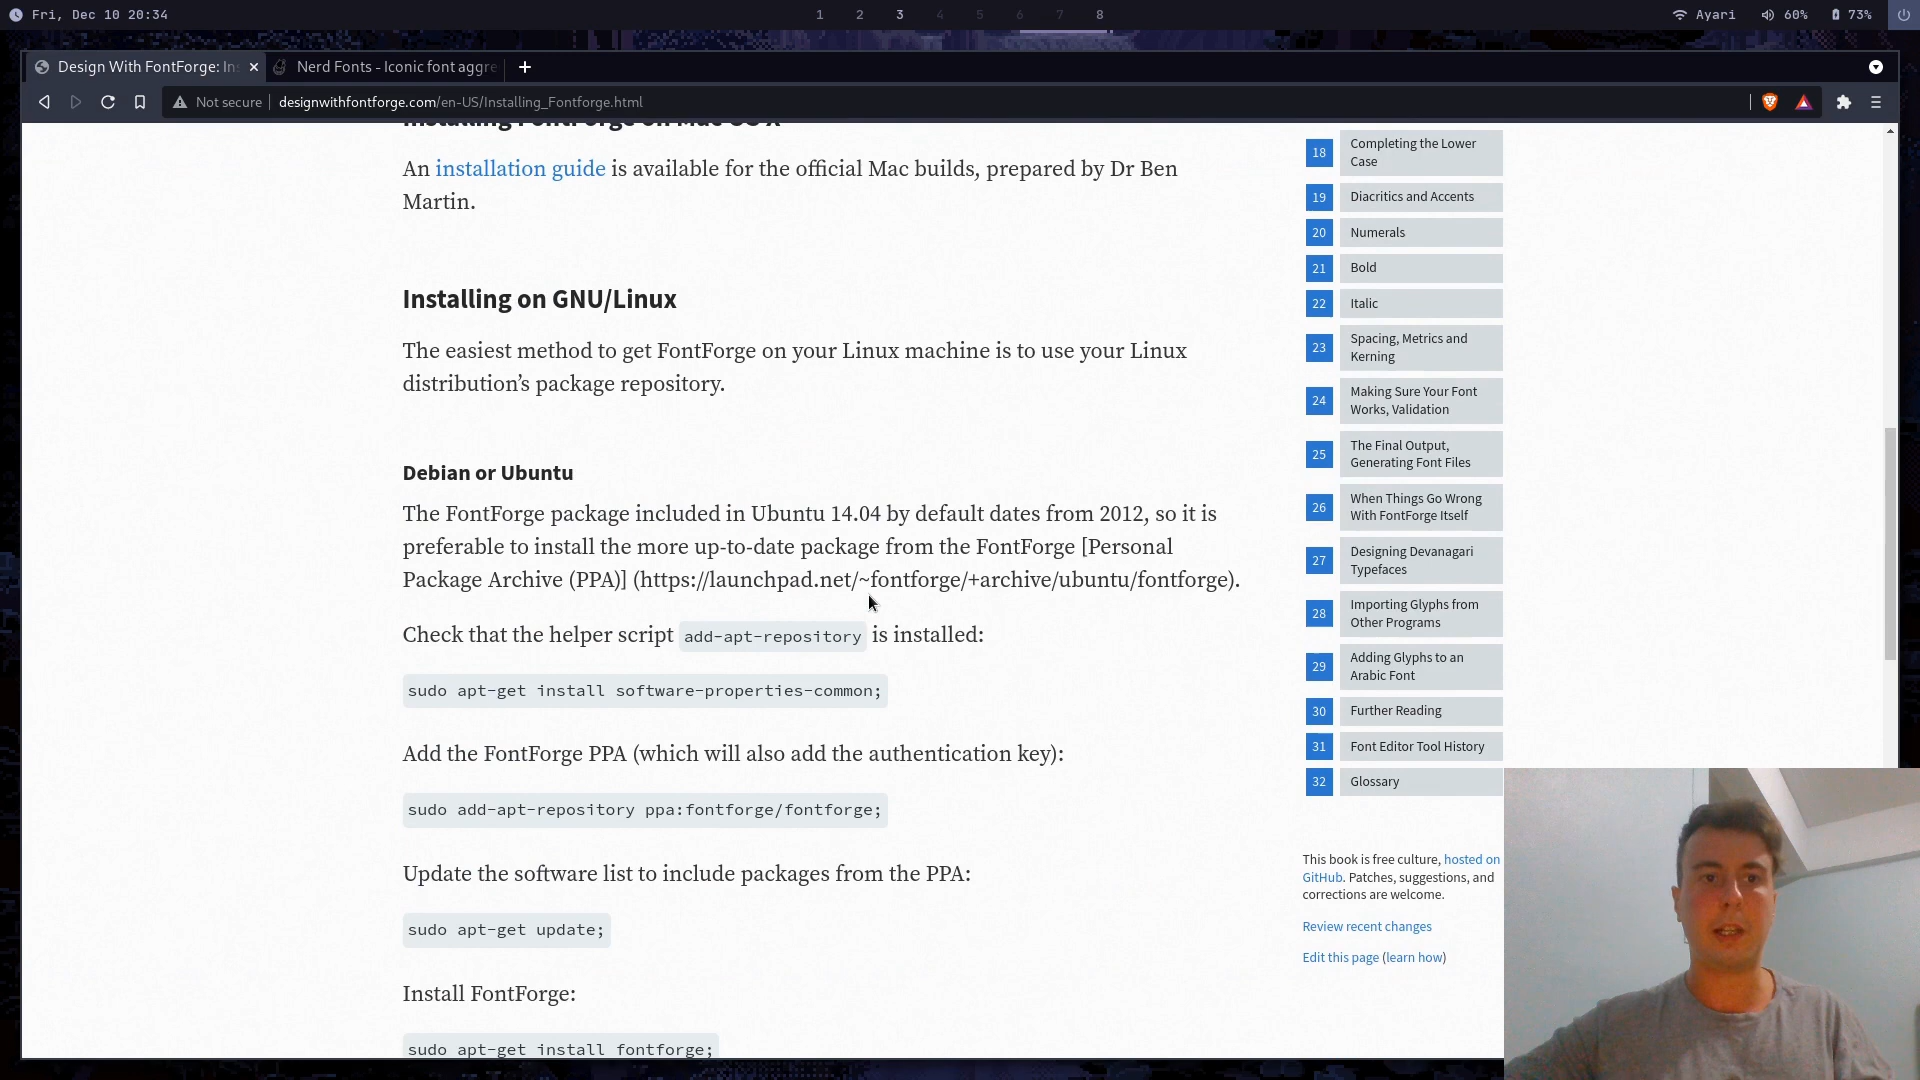 Fri, Dec 10 20:34
1 2 3 4 5 6 7 8
Ayari 60% 73%
Design With FontForge: In
Nerd Fonts - Iconic font aggre
Not secure designwithfontforge.com/en-US/Installing_Fontforge.html
Installing FontForge on Mac OS X
An installation guide is available for the official Mac builds, prepared by Dr Ben
Martin.
Installing on GNU/Linux
The easiest method to get FontForge on your Linux machine is to use your Linux
distribution’s package repository.
Debian or Ubuntu
The FontForge package included in Ubuntu 14.04 by default dates from 2012, so it is
preferable to install the more up-to-date package from the FontForge [Personal
Package Archive (PPA)] (https://launchpad.net/~fontforge/+archive/ubuntu/fontforge).
Check that the helper script add-apt-repository is installed:
sudo apt-get install software-properties-common;
Add the FontForge PPA (which will also add the authentication key):
sudo add-apt-repository ppa:fontforge/fontforge;
Update the software list to include packages from the PPA:
sudo apt-get update;
Install FontForge:
sudo apt-get install fontforge;
18 Completing the Lower
Case
19 Diacritics and Accents
20 Numerals
21 Bold
22 Italic
23 Spacing, Metrics and
Kerning
24 Making Sure Your Font
Works, Validation
25 The Final Output,
Generating Font Files
26 When Things Go Wrong
With FontForge Itself
27 Designing Devanagari
Typefaces
28 Importing Glyphs from
Other Programs
29 Adding Glyphs to an
Arabic Font
30 Further Reading
31 Font Editor Tool History
32 Glossary
This book is free culture, hosted on
GitHub. Patches, suggestions, and
corrections are welcome.
Review recent changes
Edit this page (learn how)